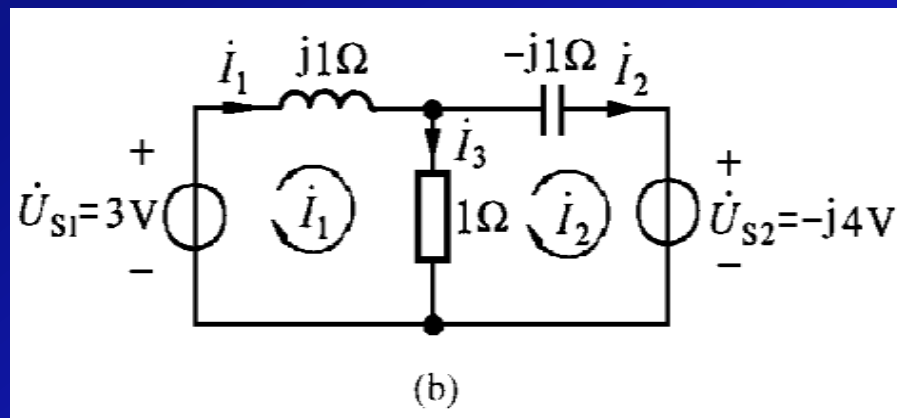 İ₁ j1Ω -j1Ω İ₂
+ İ₃ +
U̇S1=3V İ₁ 1Ω İ₂ U̇S2=-j4V
− −
(b)